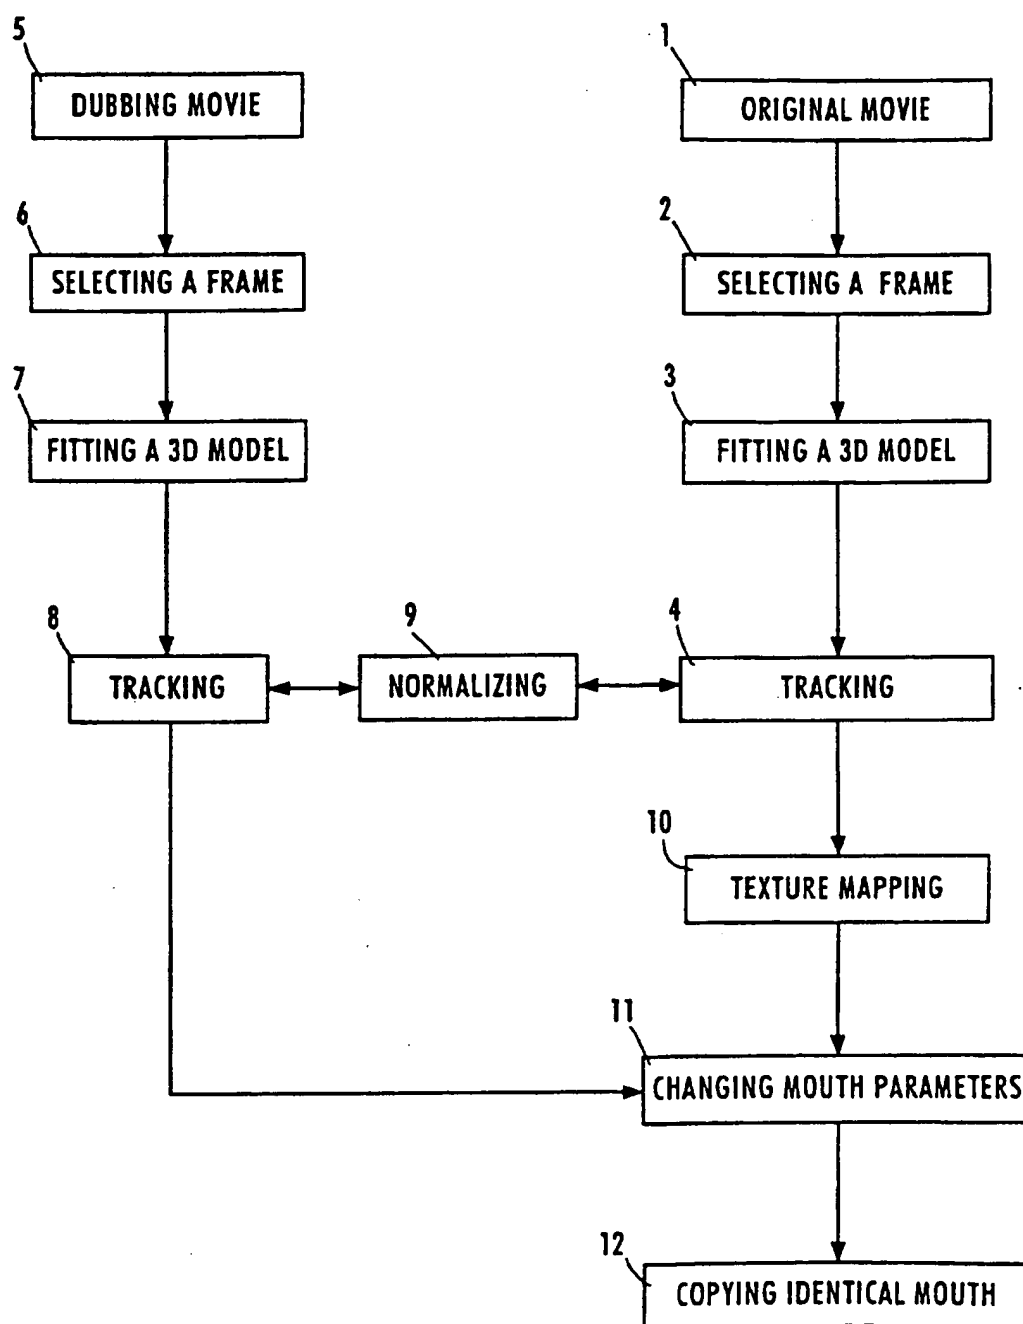 5
DUBBING MOVIE
1
ORIGINAL MOVIE
6
SELECTING A FRAME
2
SELECTING A FRAME
7
FITTING A 3D MODEL
3
FITTING A 3D MODEL
8
TRACKING
9
NORMALIZING
4
TRACKING
10
TEXTURE MAPPING
11
CHANGING MOUTH PARAMETERS
12
COPYING IDENTICAL MOUTH